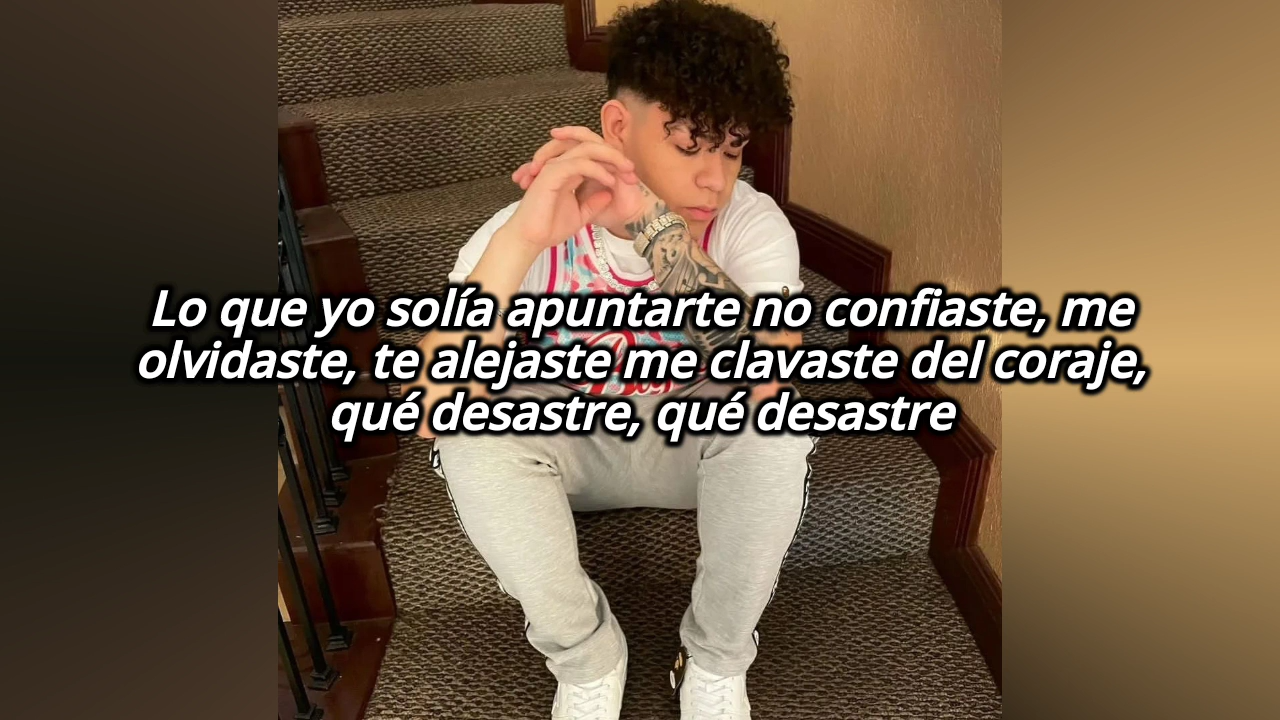 Lo que yo solía apuntarte no confiaste, me
olvidaste, te alejaste me clavaste del coraje,
qué desastre, qué desastre